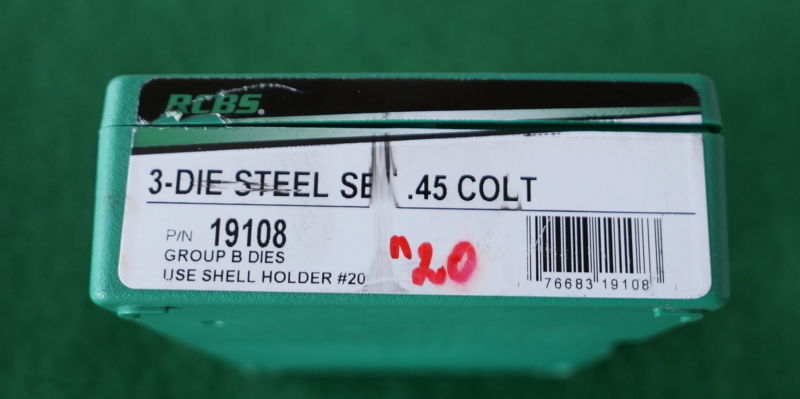 RCBS.
3-DIE STEEL SE .45 COLT
P/N 19108
GROUP B DIES
USE SHELL HOLDER #20
"20
76683 19108